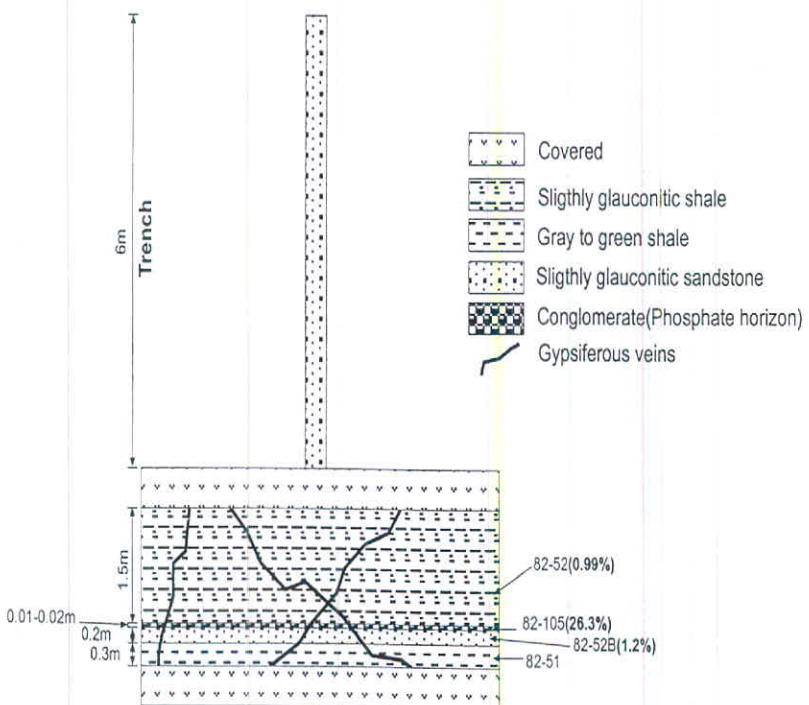 6m
Trench
Covered
Sligthly glauconitic shale
Gray to green shale
Sligthly glauconitic sandstone
Conglomerate(Phosphate horizon)
Gypsiferous veins
1.5m
82-52(0.99%)
0.01-0.02m
82-105(26.3%)
0.2m
82-52B(1.2%)
0.3m
82-51